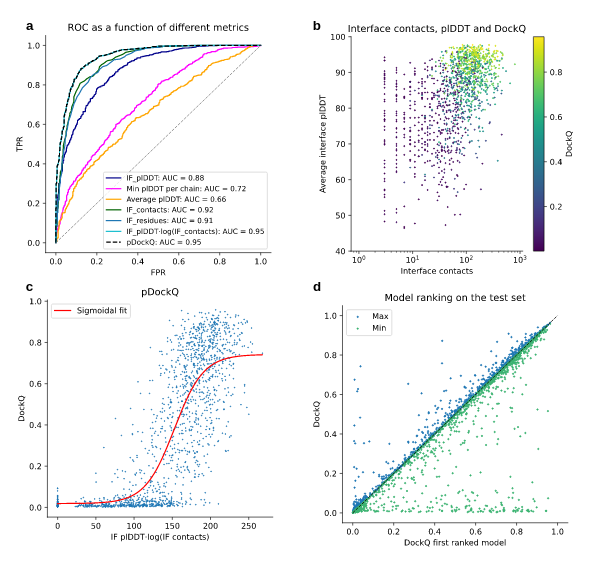 a
ROC as a function of different metrics
1.0
0.8
0.6
0.4
0.2
0.0
TPR
IF_plDDT: AUC = 0.88
Min plDDT per chain: AUC = 0.72
Average plDDT: AUC = 0.66
IF_contacts: AUC = 0.92
IF_residues: AUC = 0.91
IF_plDDT·log(IF_contacts): AUC = 0.95
pDockQ: AUC = 0.95
0.0 0.2 0.4 0.6 0.8 1.0
FPR
b
Interface contacts, plDDT and DockQ
100
90
80
70
60
50
40
Average interface plDDT
10⁰ 10¹ 10² 10³
Interface contacts
0.8
0.6
0.4
0.2
DockQ
c
pDockQ
Sigmoidal fit
1.0
0.8
0.6
0.4
0.2
0.0
DockQ
0 50 100 150 200 250
IF plDDT·log(IF contacts)
d
Model ranking on the test set
Max
Min
1.0
0.8
0.6
0.4
0.2
0.0
DockQ
0.0 0.2 0.4 0.6 0.8 1.0
DockQ first ranked model